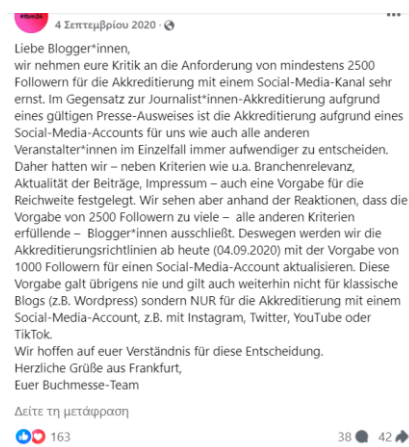 #fbm24
4 Σεπτεμβρίου 2020 ·
Liebe Blogger*innen,
wir nehmen eure Kritik an die Anforderung von mindestens 2500
Followern für die Akkreditierung mit einem Social-Media-Kanal sehr
ernst. Im Gegensatz zur Journalist*innen-Akkreditierung aufgrund
eines gültigen Presse-Ausweises ist die Akkreditierung aufgrund eines
Social-Media-Accounts für uns wie auch alle anderen
Veranstalter*innen im Einzelfall immer aufwendiger zu entscheiden.
Daher hatten wir – neben Kriterien wie u.a. Branchenrelevanz,
Aktualität der Beiträge, Impressum – auch eine Vorgabe für die
Reichweite festgelegt. Wir sehen aber anhand der Reaktionen, dass die
Vorgabe von 2500 Followern zu viele – alle anderen Kriterien
erfüllende – Blogger*innen ausschließt. Deswegen werden wir die
Akkreditierungsrichtlinien ab heute (04.09.2020) mit der Vorgabe von
1000 Followern für einen Social-Media-Account aktualisieren. Diese
Vorgabe galt übrigens nie und gilt auch weiterhin nicht für klassische
Blogs (z.B. Wordpress) sondern NUR für die Akkreditierung mit einem
Social-Media-Account, z.B. mit Instagram, Twitter, YouTube oder
TikTok.
Wir hoffen auf euer Verständnis für diese Entscheidung.
Herzliche Grüße aus Frankfurt,
Euer Buchmesse-Team
Δείτε τη μετάφραση
163 38 42